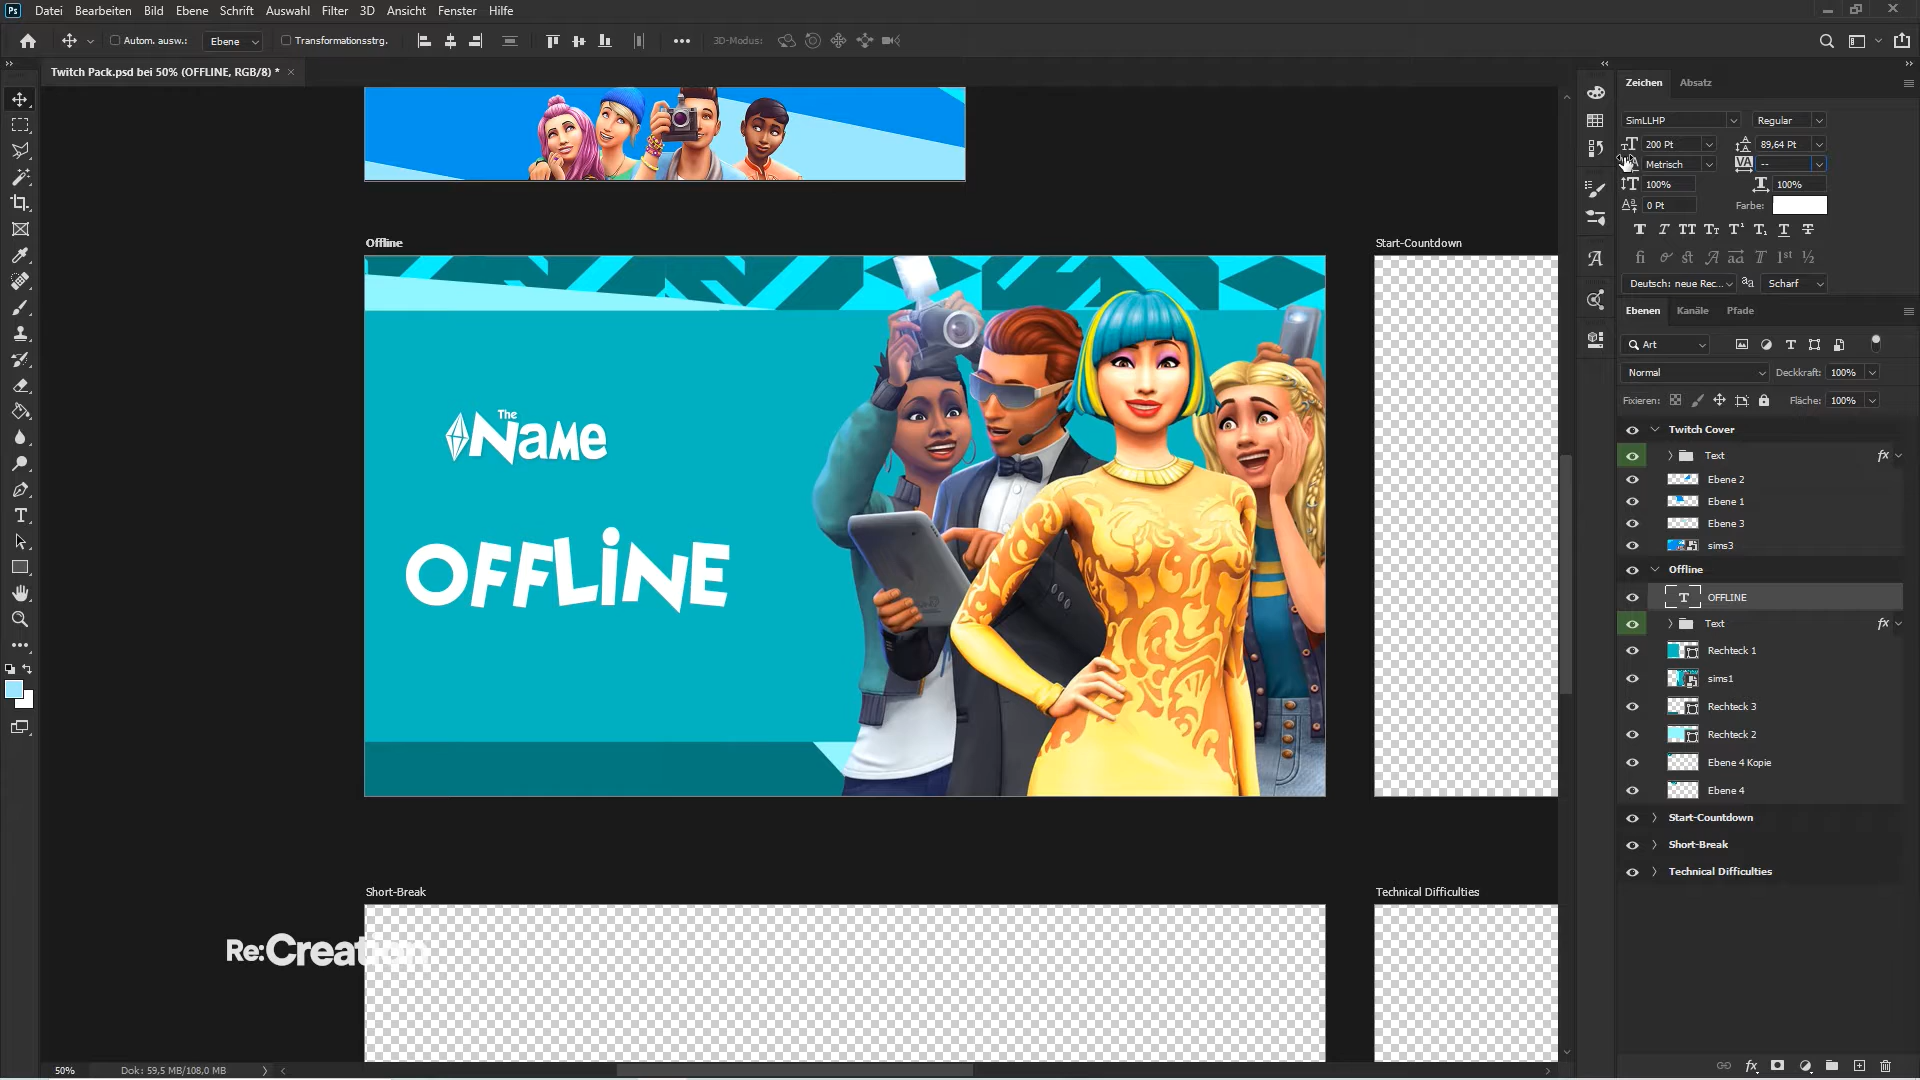 Ps Datei Bearbeiten Bild Ebene Schrift Auswahl Filter 3D Ansicht Fenster Hilfe
Autom. ausw.: Ebene Transformationsstrg. 3D-Modus:
Twitch Pack.psd bei 50% (OFFLINE, RGB/8) *
Zeichen Absatz
SimLLHP Regular
200 Pt 89,64 Pt
Metrisch --
100% 100%
0 Pt Farbe:
Deutsch: neue Rec... Scharf
Ebenen Kanäle Pfade
Art
Normal Deckkraft: 100%
Fixieren: Fläche: 100%
Twitch Cover
Text fx
Ebene 2
Ebene 1
Ebene 3
sims3
Offline
OFFLINE
Text fx
Rechteck 1
sims1
Rechteck 3
Rechteck 2
Ebene 4 Kopie
Ebene 4
Start-Countdown
Short-Break
Technical Difficulties
Offline
Start-Countdown
The
NaMe
OFFLiNE
Short-Break
Technical Difficulties
Re:Creation
50% Dok: 59,5 MB/108,0 MB